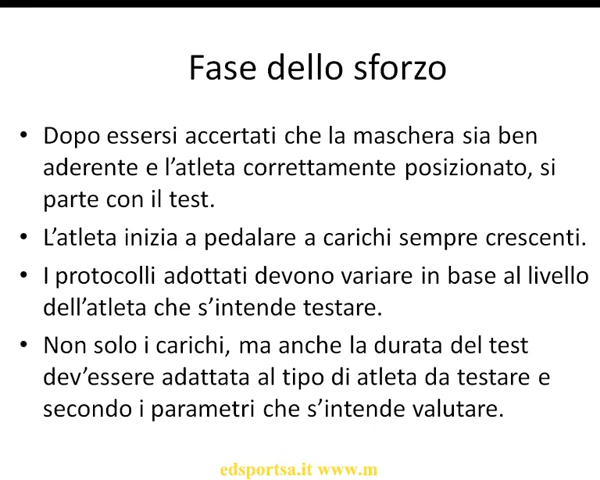 Fase dello sforzo
• Dopo essersi accertati che la maschera sia ben
aderente e l’atleta correttamente posizionato, si
parte con il test.
• L’atleta inizia a pedalare a carichi sempre crescenti.
• I protocolli adottati devono variare in base al livello
dell’atleta che s’intende testare.
• Non solo i carichi, ma anche la durata del test
dev’essere adattata al tipo di atleta da testare e
secondo i parametri che s’intende valutare.
edsportsa.it www.m